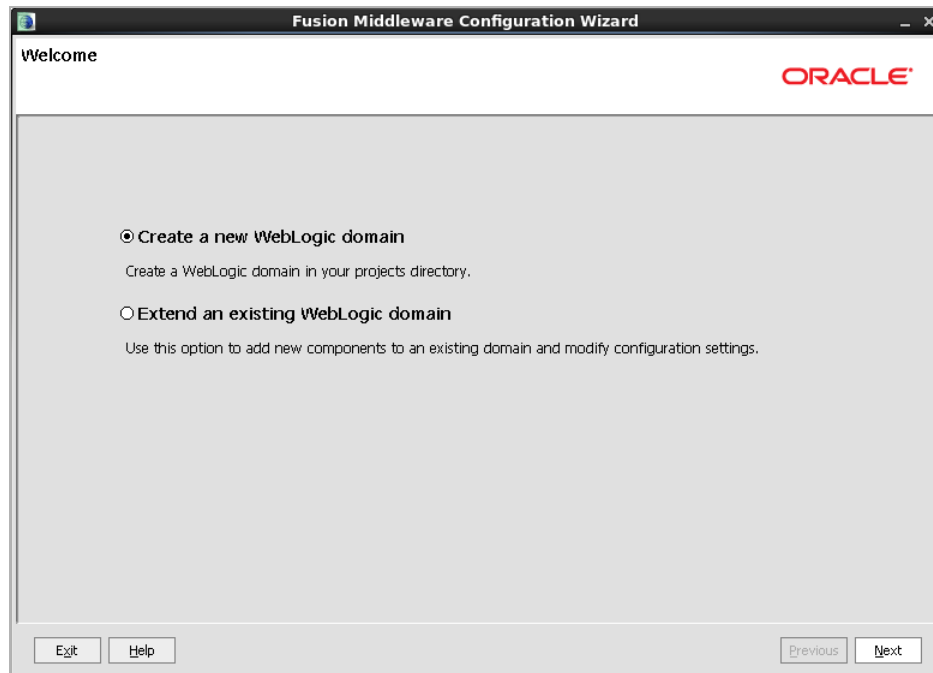 Fusion Middleware Configuration Wizard
Welcome
ORACLE
Create a new WebLogic domain
Create a WebLogic domain in your projects directory.
Extend an existing WebLogic domain
Use this option to add new components to an existing domain and modify configuration settings.
Exit Help Previous Next